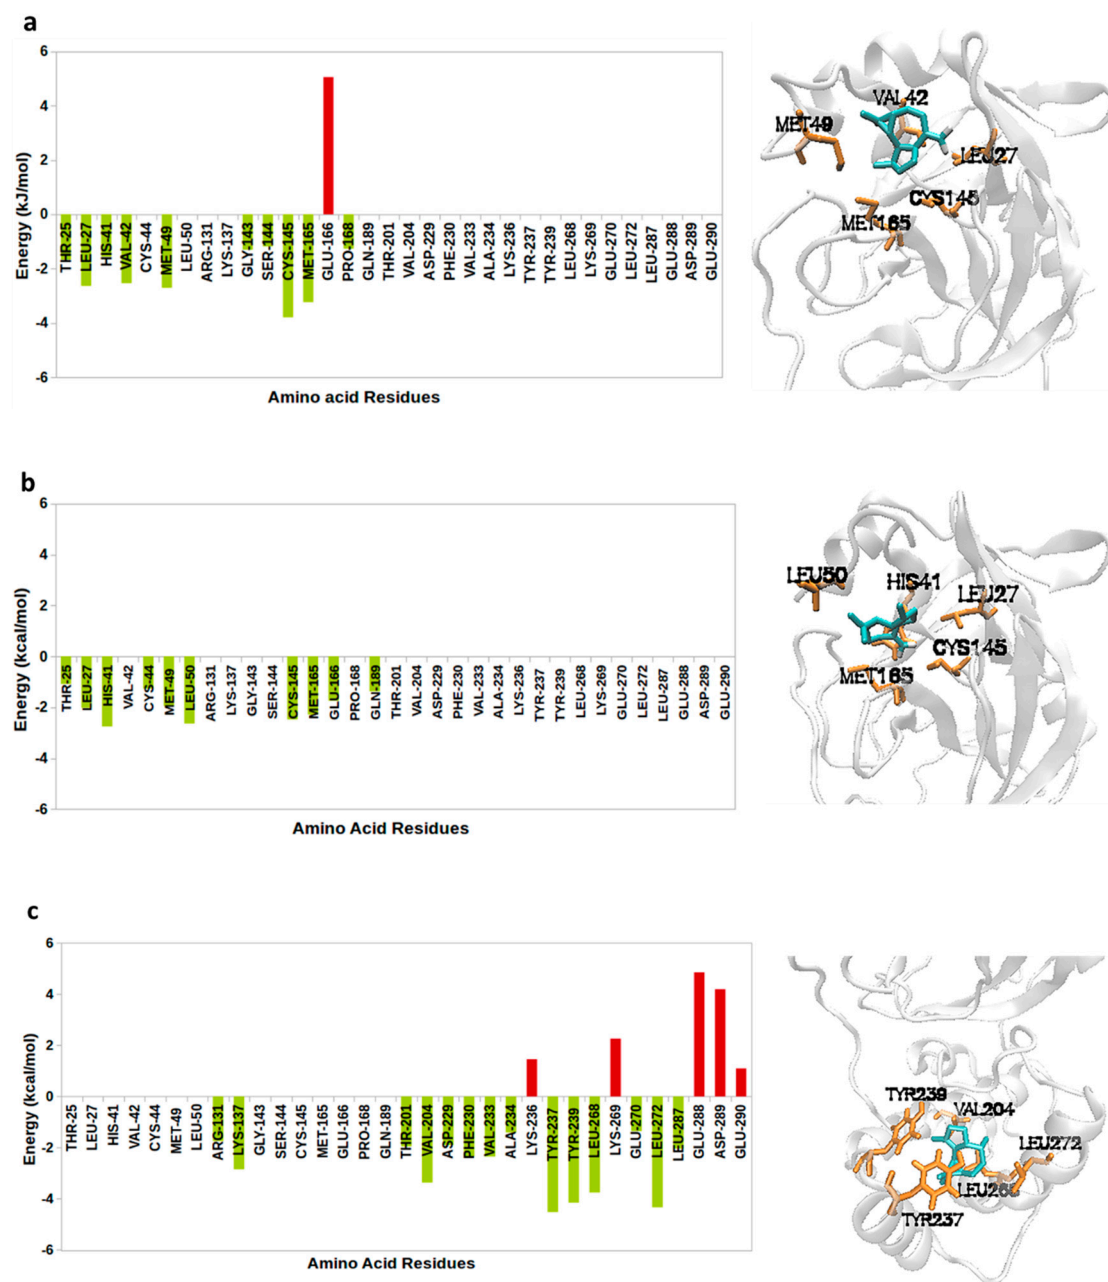 a
6
4
2
0
-2
-4
-6
Energy (kJ/mol)
THR-25
LEU-27
HIS-41
VAL-42
CYS-44
MET-49
LEU-50
ARG-131
LYS-137
GLY-143
SER-144
CYS-145
MET-165
GLU-166
PRO-168
GLN-189
THR-201
VAL-204
ASP-229
PHE-230
VAL-233
ALA-234
LYS-236
TYR-237
TYR-239
LEU-268
LYS-269
GLU-270
LEU-272
LEU-287
GLU-288
ASP-289
GLU-290
Amino acid Residues
VAL42
MET49
LEU27
CYS145
MET165
b
6
4
2
0
-2
-4
-6
Energy (kcal/mol)
THR-25
LEU-27
HIS-41
VAL-42
CYS-44
MET-49
LEU-50
ARG-131
LYS-137
GLY-143
SER-144
CYS-145
MET-165
GLU-166
PRO-168
GLN-189
THR-201
VAL-204
ASP-229
PHE-230
VAL-233
ALA-234
LYS-236
TYR-237
TYR-239
LEU-268
LYS-269
GLU-270
LEU-272
LEU-287
GLU-288
ASP-289
GLU-290
Amino Acid Residues
LEU50
HIS41
LEU27
CYS145
MET165
c
6
4
2
0
-2
-4
-6
Energy (kcal/mol)
THR-25
LEU-27
HIS-41
VAL-42
CYS-44
MET-49
LEU-50
ARG-131
LYS-137
GLY-143
SER-144
CYS-145
MET-165
GLU-166
PRO-168
GLN-189
THR-201
VAL-204
ASP-229
PHE-230
VAL-233
ALA-234
LYS-236
TYR-237
TYR-239
LEU-268
LYS-269
GLU-270
LEU-272
LEU-287
GLU-288
ASP-289
GLU-290
Amino Acid Residues
TYR239
VAL204
LEU272
LEU268
TYR237